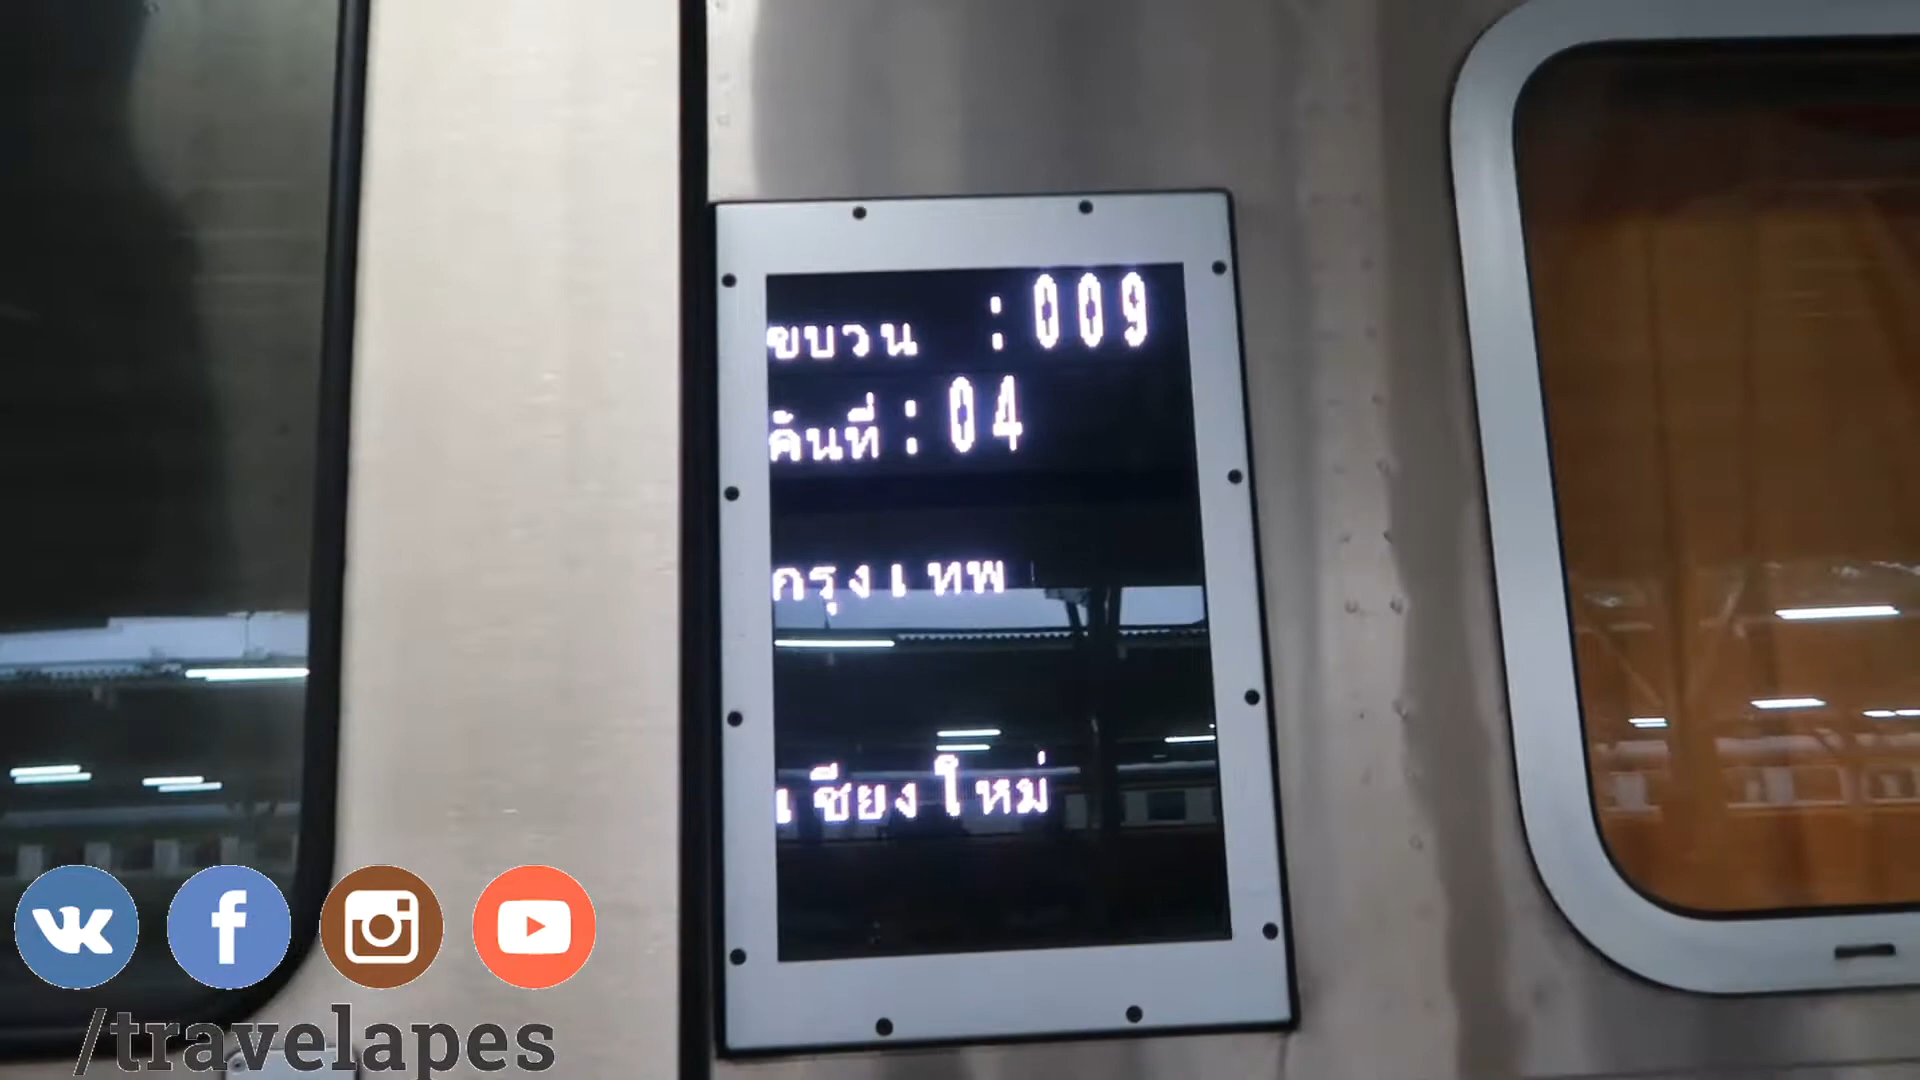 ขบวน :009
คันที่:04
กรุงเทพ
เชียงใหม่
/travelapes